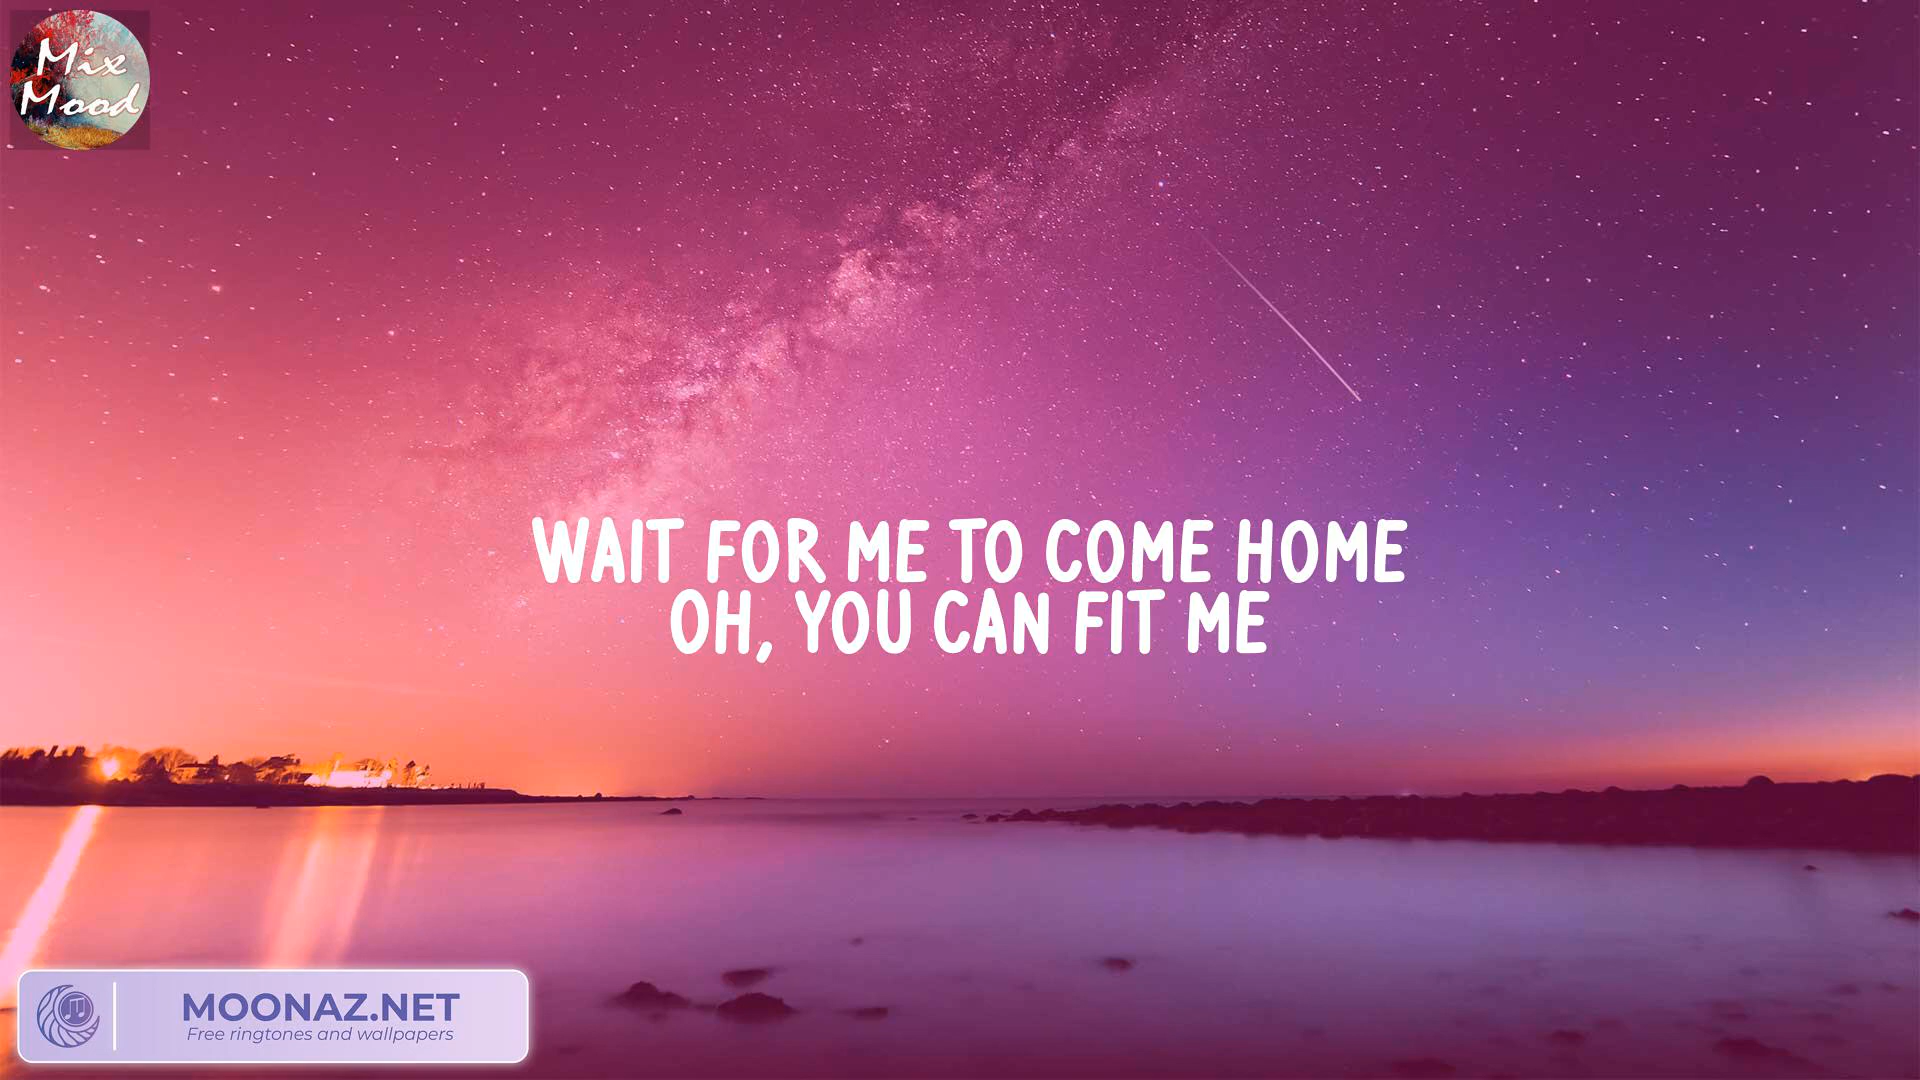 Mix
Mood
WAIT FOR ME TO COME HOME
OH, YOU CAN FIT ME
MOONAZ.NET
Free ringtones and wallpapers